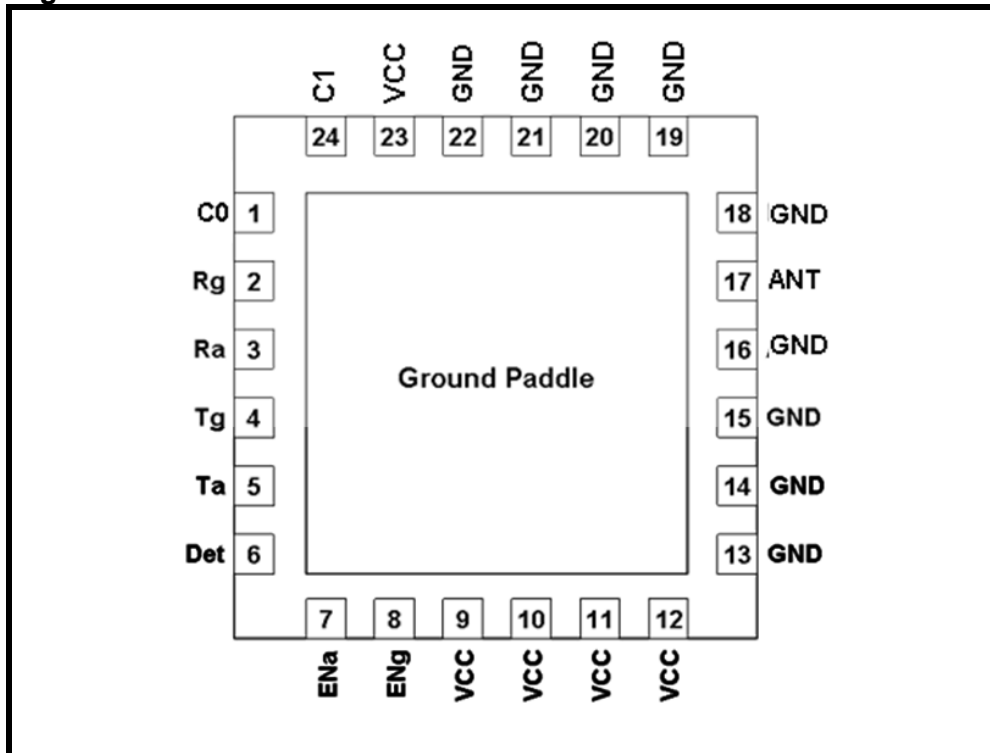 C1 VCC GND GND GND GND
24 23 22 21 20 19
C0 1 18 GND
Rg 2 17 ANT
Ra 3 16 GND
Ground Paddle
Tg 4 15 GND
Ta 5 14 GND
Det 6 13 GND
7 8 9 10 11 12
ENa ENg VCC VCC VCC VCC